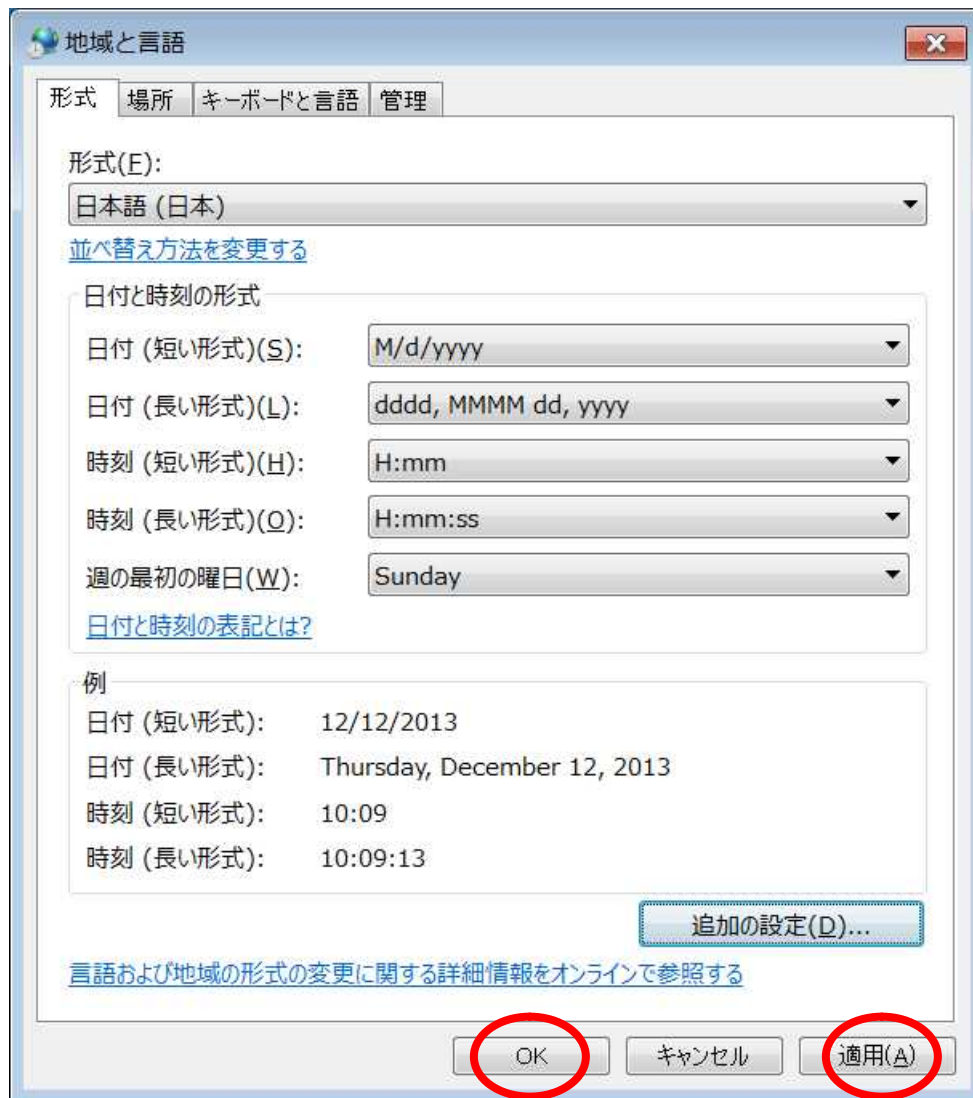 地域と言語
形式 場所 キーボードと言語 管理
形式(F):
日本語 (日本)
並べ替え方法を変更する
日付と時刻の形式
日付 (短い形式)(S): M/d/yyyy
日付 (長い形式)(L): dddd, MMMM dd, yyyy
時刻 (短い形式)(H): H:mm
時刻 (長い形式)(O): H:mm:ss
週の最初の曜日(W): Sunday
日付と時刻の表記とは?
例
日付 (短い形式): 12/12/2013
日付 (長い形式): Thursday, December 12, 2013
時刻 (短い形式): 10:09
時刻 (長い形式): 10:09:13
追加の設定(D)...
言語および地域の形式の変更に関する詳細情報をオンラインで参照する
OK キャンセル 適用(A)